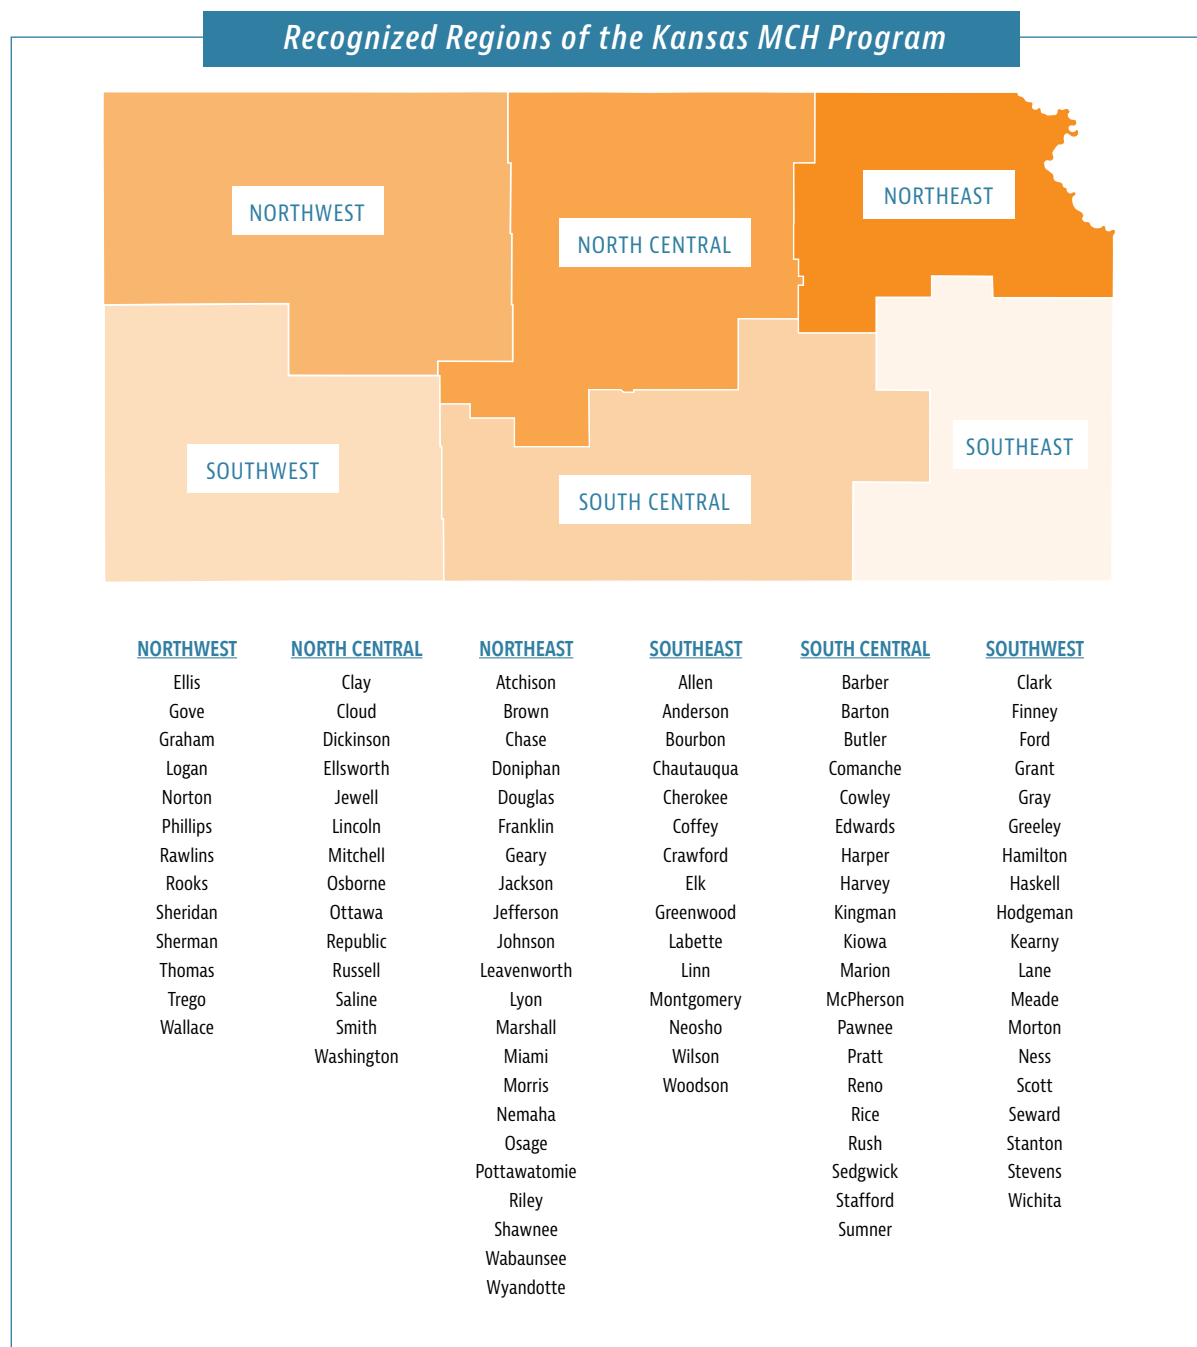 Recognized Regions of the Kansas MCH Program
NORTHWEST
NORTH CENTRAL
NORTHEAST
SOUTHWEST
SOUTH CENTRAL
SOUTHEAST
NORTHWEST
Ellis
Gove
Graham
Logan
Norton
Phillips
Rawlins
Rooks
Sheridan
Sherman
Thomas
Trego
Wallace
NORTH CENTRAL
Clay
Cloud
Dickinson
Ellsworth
Jewell
Lincoln
Mitchell
Osborne
Ottawa
Republic
Russell
Saline
Smith
Washington
NORTHEAST
Atchison
Brown
Chase
Doniphan
Douglas
Franklin
Geary
Jackson
Jefferson
Johnson
Leavenworth
Lyon
Marshall
Miami
Morris
Nemaha
Osage
Pottawatomie
Riley
Shawnee
Wabaunsee
Wyandotte
SOUTHEAST
Allen
Anderson
Bourbon
Chautauqua
Cherokee
Coffey
Crawford
Elk
Greenwood
Labette
Linn
Montgomery
Neosho
Wilson
Woodson
SOUTH CENTRAL
Barber
Barton
Butler
Comanche
Cowley
Edwards
Harper
Harvey
Kingman
Kiowa
Marion
McPherson
Pawnee
Pratt
Reno
Rice
Rush
Sedgwick
Stafford
Sumner
SOUTHWEST
Clark
Finney
Ford
Grant
Gray
Greeley
Hamilton
Haskell
Hodgeman
Kearny
Lane
Meade
Morton
Ness
Scott
Seward
Stanton
Stevens
Wichita